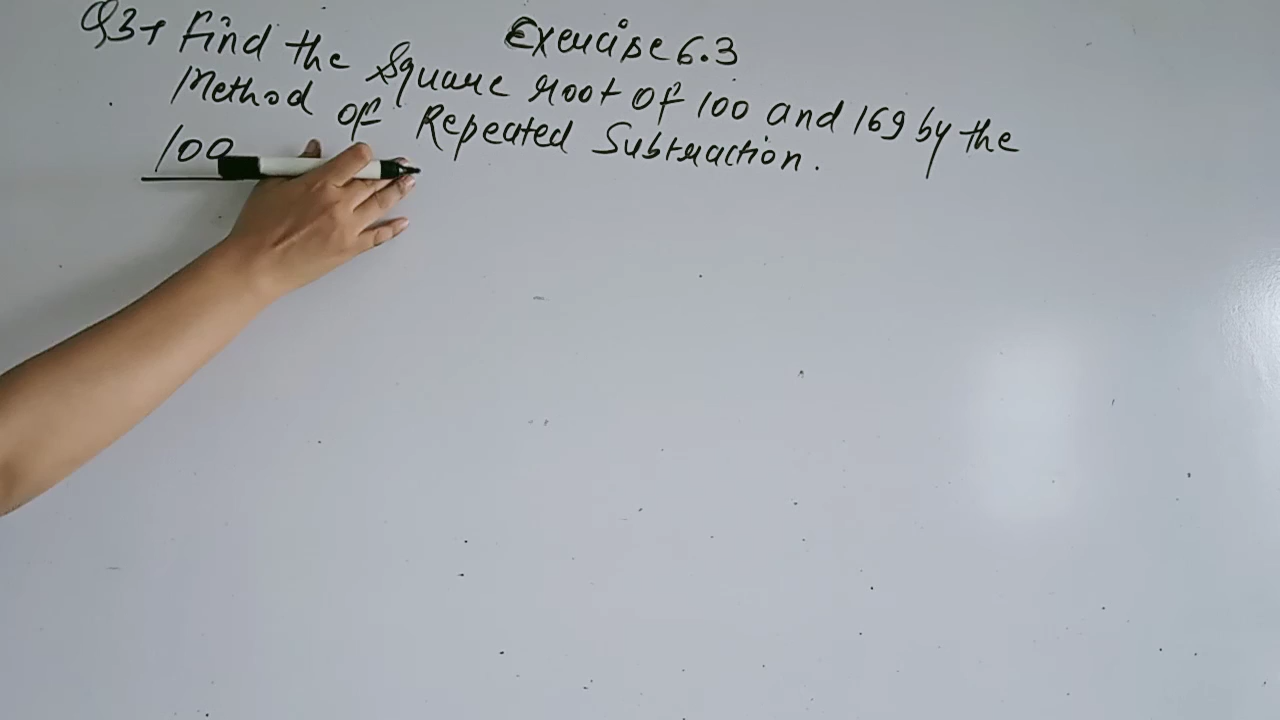 Exercise 6.3
Q3→ Find the Square root of 100 and 169 by the
Method of Repeated Subtraction.
100